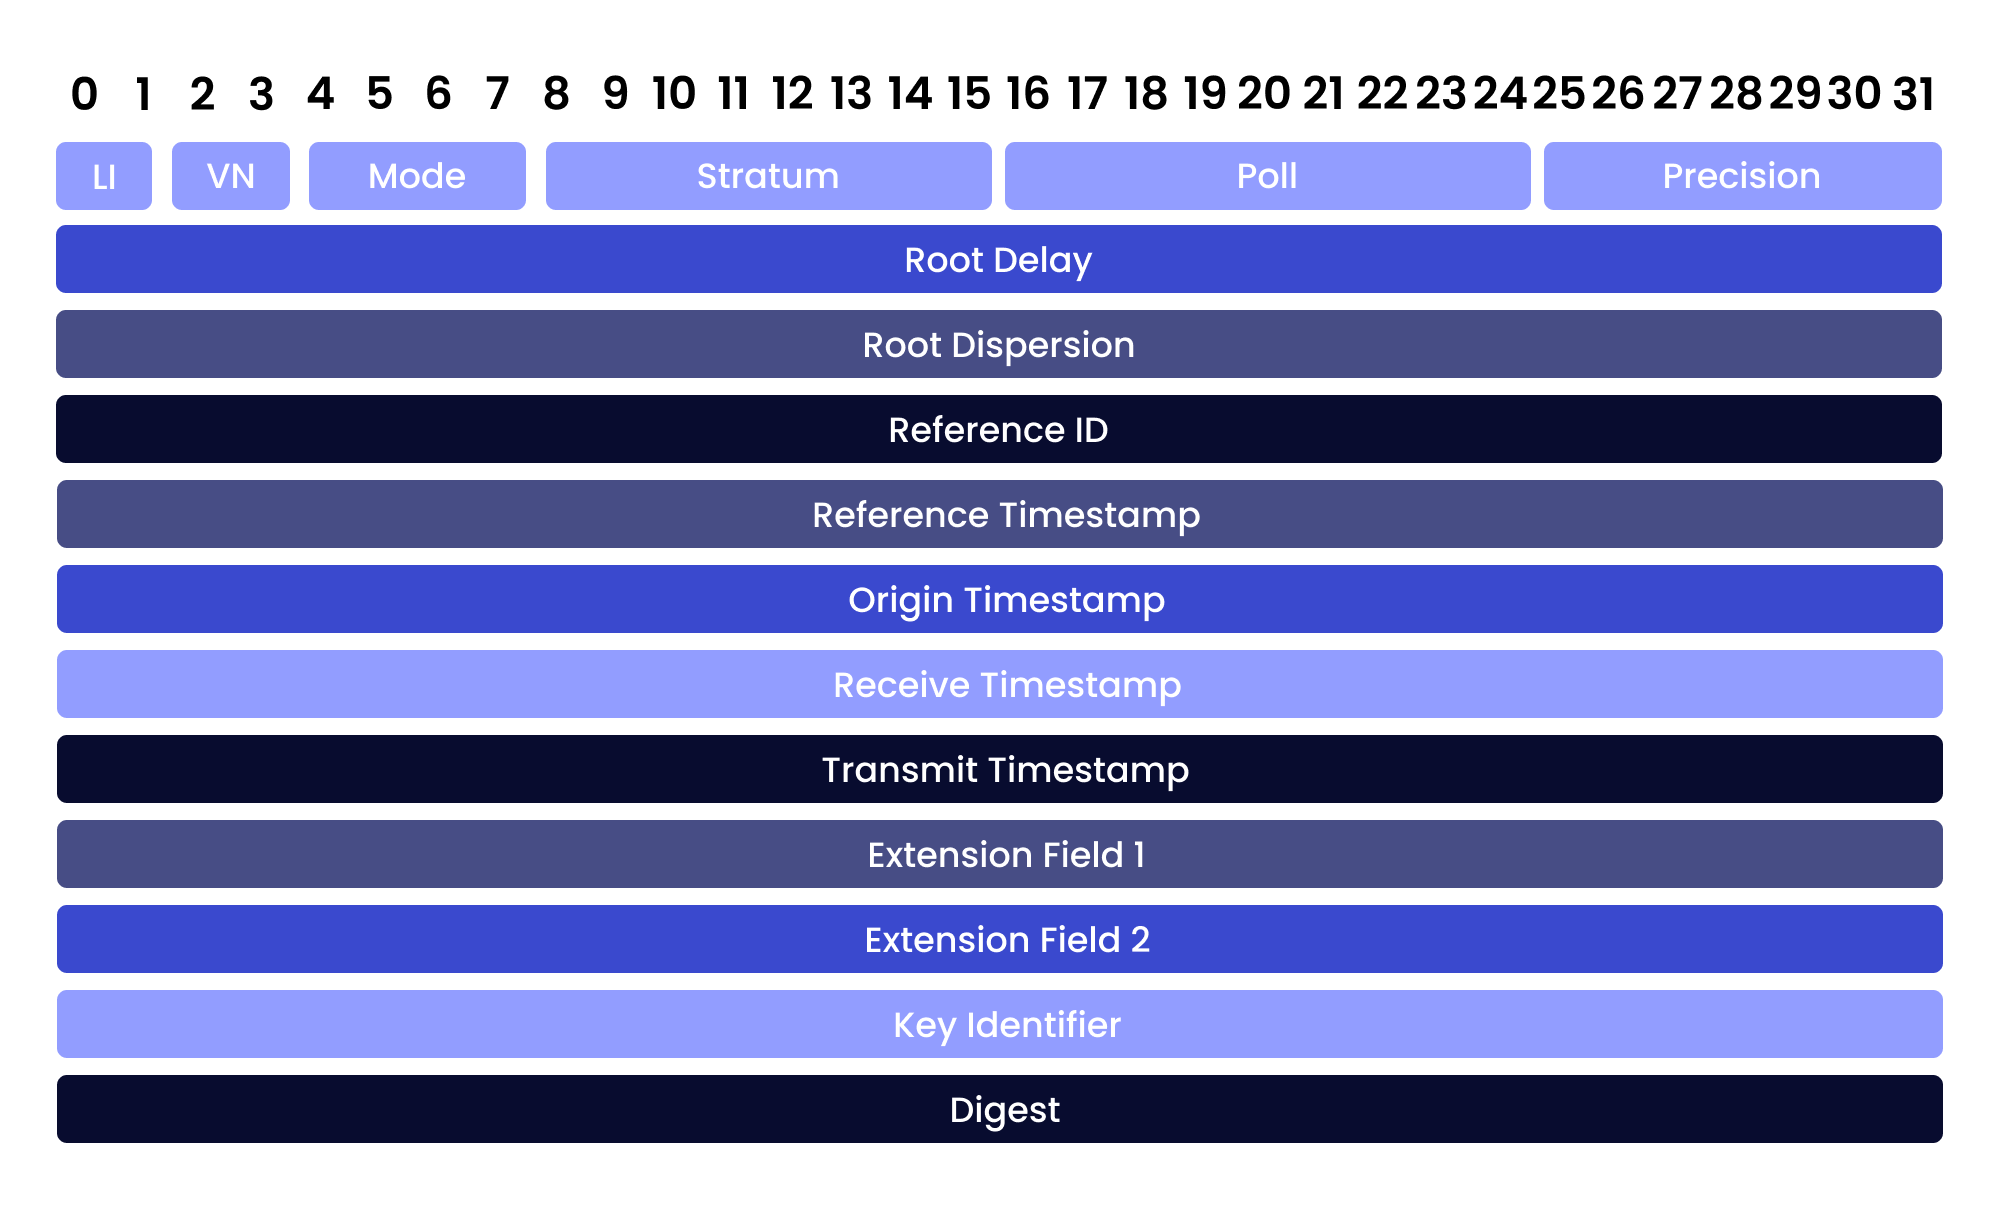 0 1 2 3 4 5 6 7 8 9 10 11 12 13 14 15 16 17 18 19 20 21 22 23 24 25 26 27 28 29 30 31
LI VN Mode Stratum Poll Precision
Root Delay
Root Dispersion
Reference ID
Reference Timestamp
Origin Timestamp
Receive Timestamp
Transmit Timestamp
Extension Field 1
Extension Field 2
Key Identifier
Digest